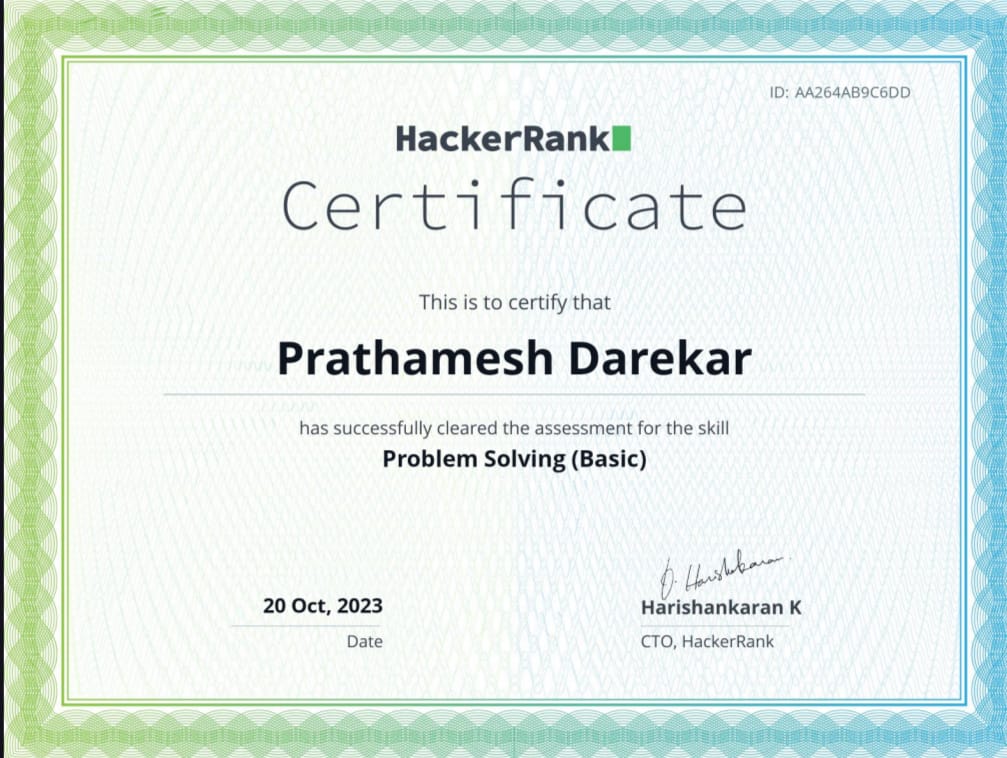 ID: AA264AB9C6DD
HackerRank
Certificate
This is to certify that
Prathamesh Darekar
has successfully cleared the assessment for the skill
Problem Solving (Basic)
20 Oct, 2023
Date
Harishankaran K
CTO, HackerRank